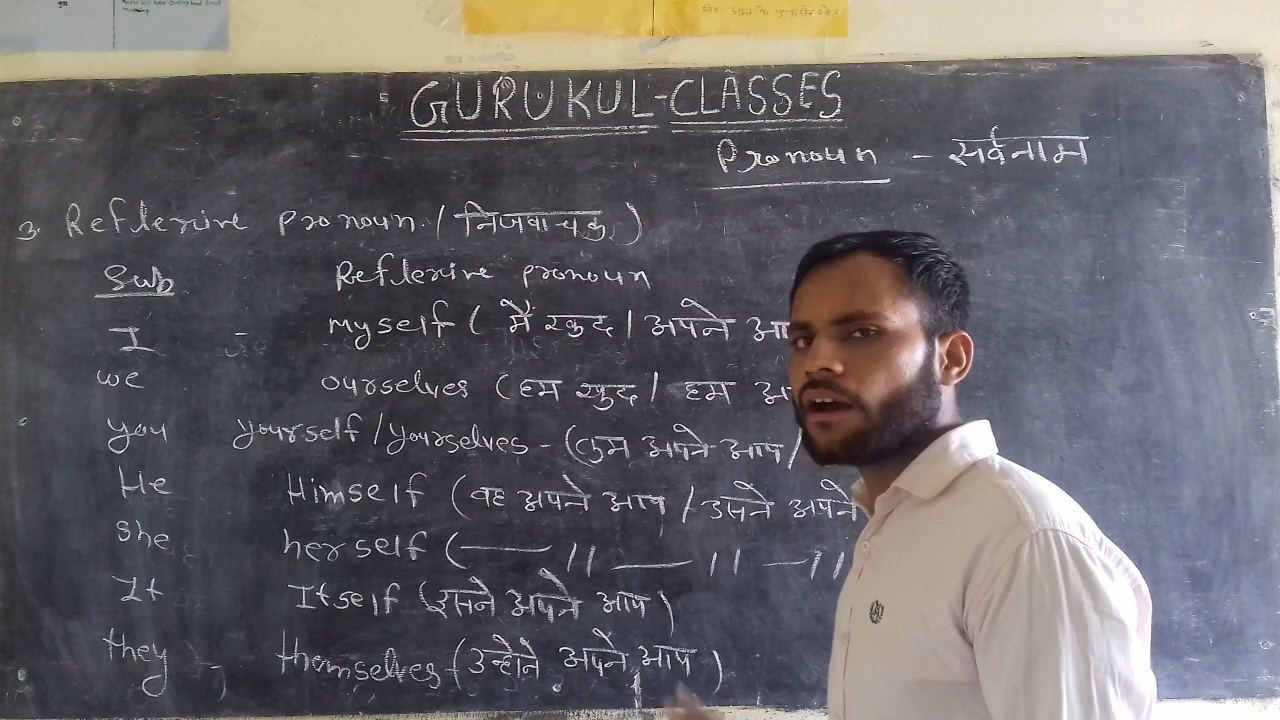 GURUKUL-CLASSES
Pronoun - सर्वनाम
3. Reflexive pronoun / निजवाचक )
Sub Reflexive pronoun
I myself ( मैं खुद / अपने आ
we ourselves (हम खुद / हम अ
you yourself/yourselves - (तुम अपने आप/
He Himself (वह अपने आप / उसने अपने
she herself (—— // —— // — //
It Itself (इसने अपने आप)
they themselves (उन्होने अपने आप )